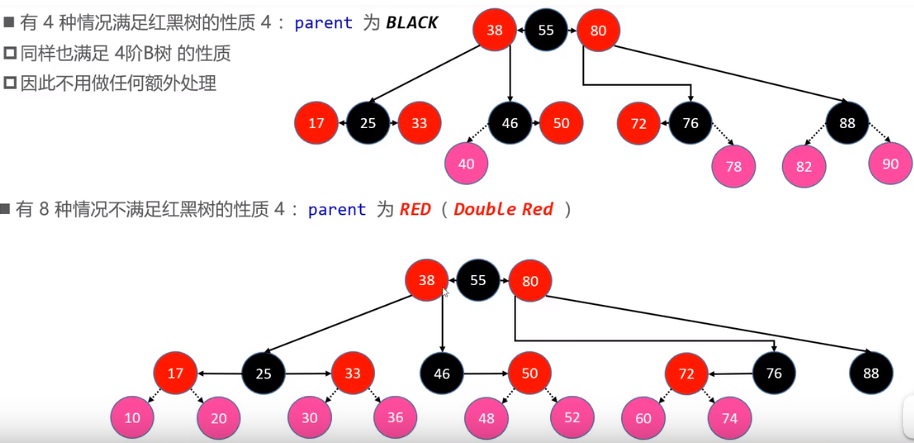 有 4 种情况满足红黑树的性质 4 ：parent 为 BLACK
同样也满足 4阶B树 的性质
因此不用做任何额外处理
38 55 80
17 25 33 46 50 72 76 88
40 78 82 90
有 8 种情况不满足红黑树的性质 4 ：parent 为 RED（ Double Red ）
38 55 80
17 25 33 46 50 72 76 88
10 20 30 36 48 52 60 74